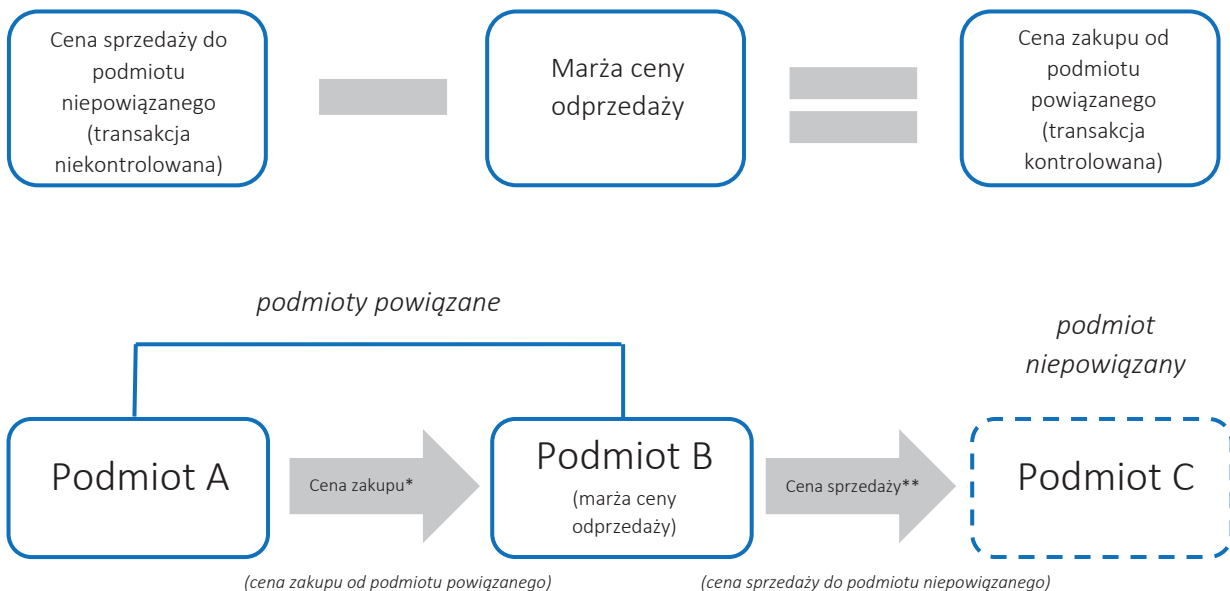 Cena sprzedaży do
podmiotu
niepowiązanego
(transakcja
niekontrolowana)
Marża ceny
odprzedaży
Cena zakupu od
podmiotu
powiązanego
(transakcja
kontrolowana)
podmioty powiązane
podmiot
niepowiązany
Podmiot A
Cena zakupu*
Podmiot B
(marża ceny
odprzedaży)
Cena sprzedaży**
Podmiot C
(cena zakupu od podmiotu powiązanego)
(cena sprzedaży do podmiotu niepowiązanego)